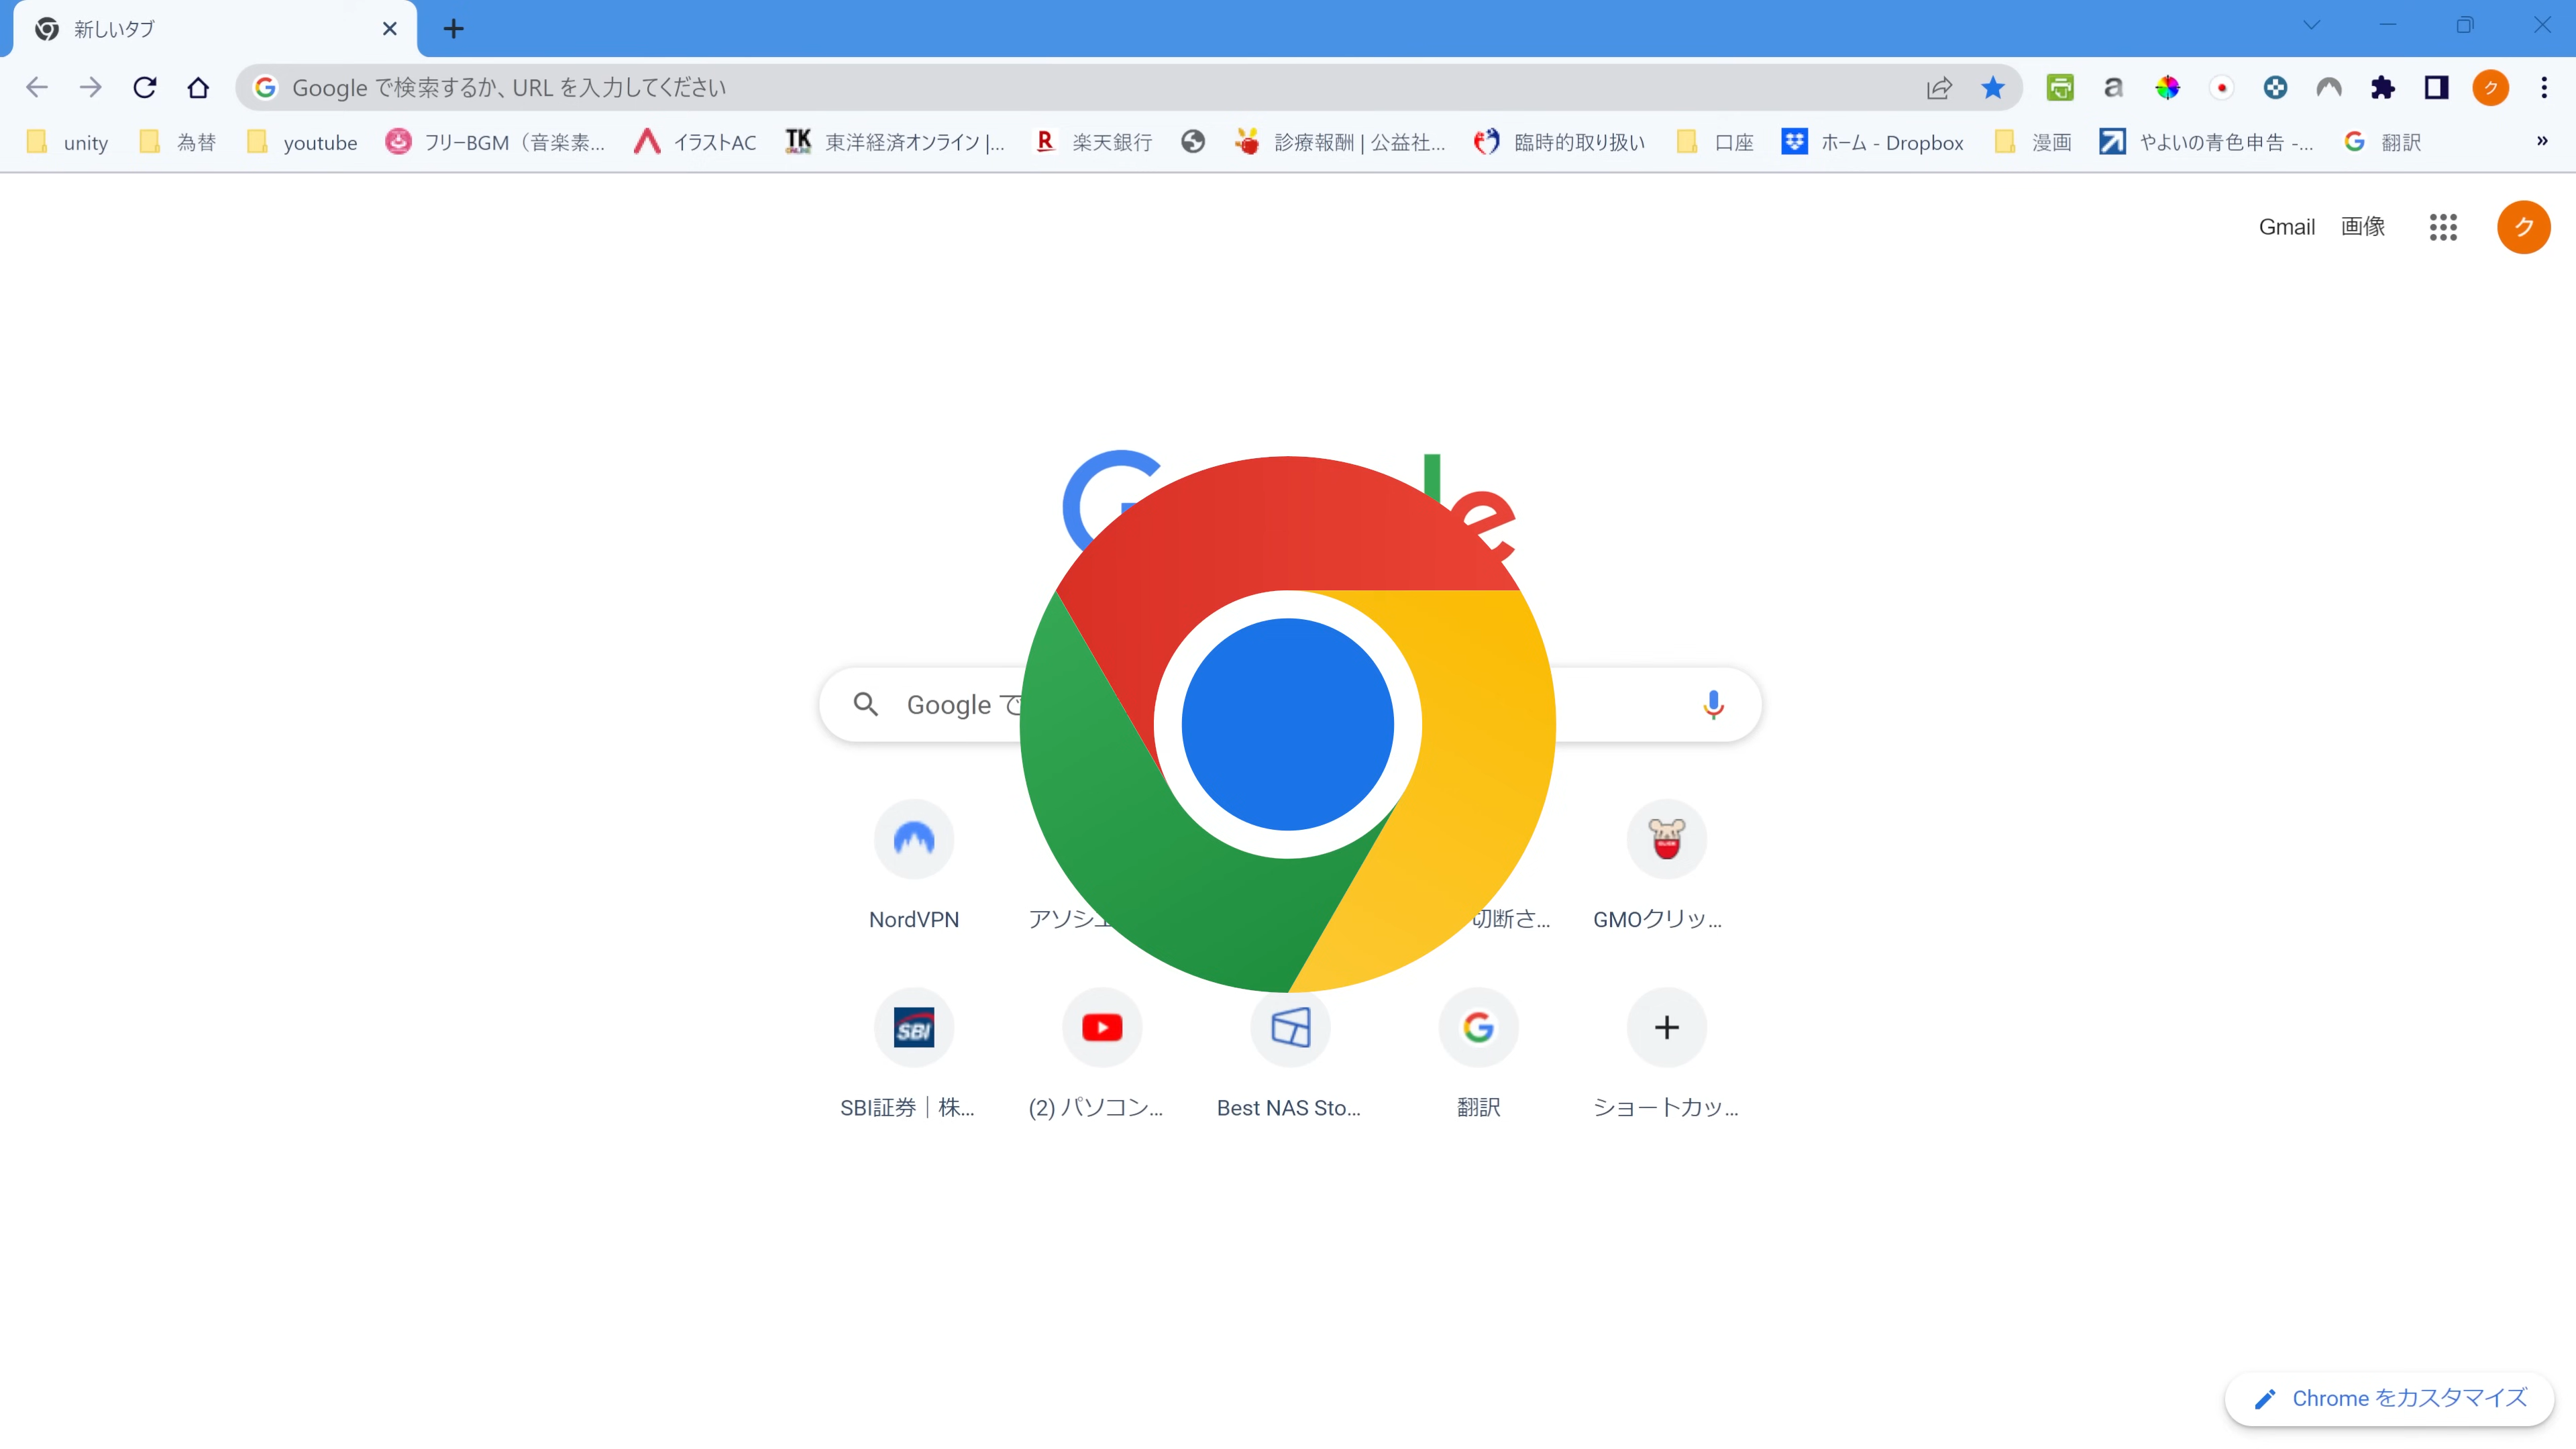 新しいタブ
Google で検索するか、URL を入力してください
unity 為替 youtube フリーBGM（音楽素... イラストAC TK ONLINE 東洋経済オンライン |... R 楽天銀行 診療報酬 | 公益社... 臨時的取り扱い 口座 ホーム - Dropbox 漫画 やよいの青色申告 -... 翻訳 »
Gmail 画像 ク
G le
Google で
NordVPN アソシエ 切断さ... GMOクリッ...
SBI
SBI証券｜株... (2) パソコン... Best NAS Sto... 翻訳 ショートカッ...
Chrome をカスタマイズ